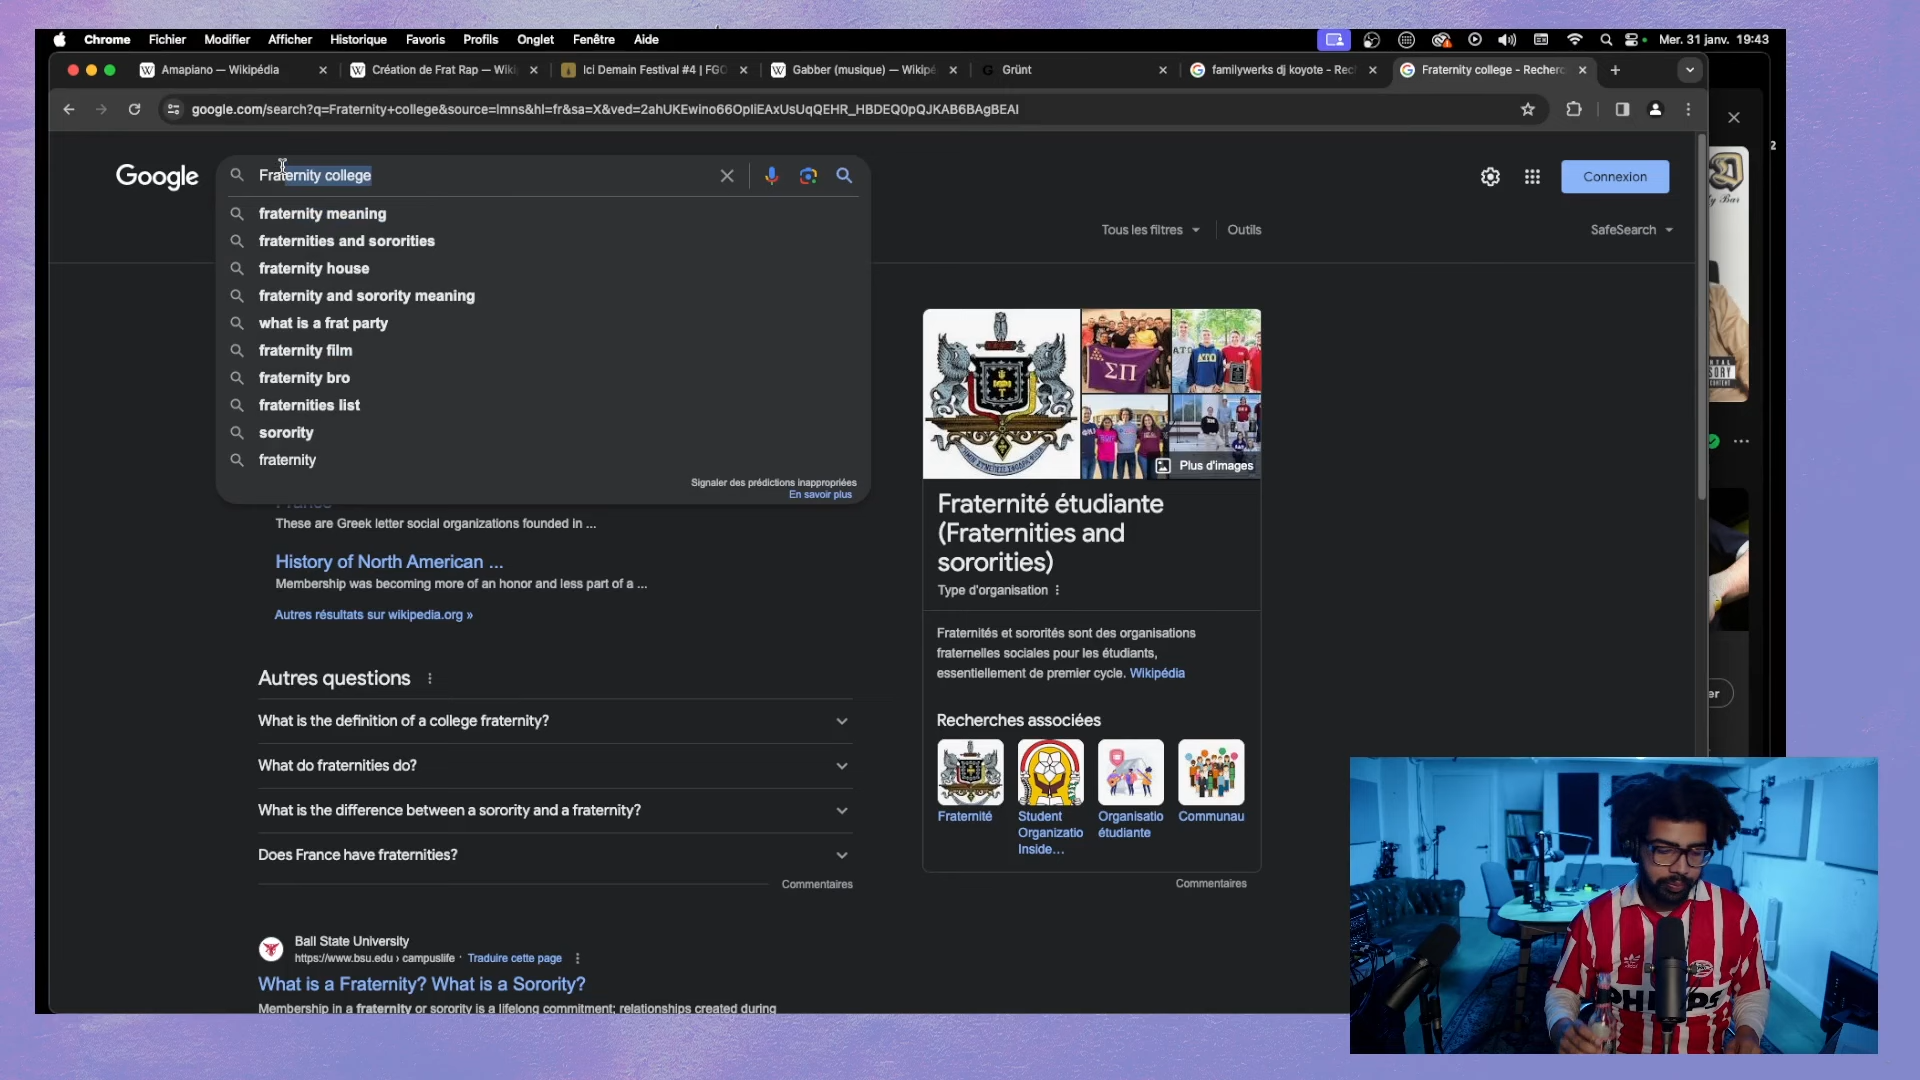 Chrome Fichier Modifier Afficher Historique Favoris Profils Onglet Fenêtre Aide Mer. 31 janv. 19:43
Amapiano — Wikipédia
Création de Frat Rap — Wiki
Ici Demain Festival #4 | FGO
Gabber (musique) — Wikipé
Grünt
familywerks dj koyote - Rec
Fraternity college - Recherc
google.com/search?q=Fraternity+college&source=lmns&hl=fr&sa=X&ved=2ahUKEwino66OpIiEAxUsUqQEHR_HBDEQ0pQJKAB6BAgBEAI
Google
Fraternity college
Connexion
fraternity meaning
fraternities and sororities
fraternity house
fraternity and sorority meaning
what is a frat party
fraternity film
fraternity bro
fraternities list
sorority
fraternity
Signaler des prédictions inappropriées
En savoir plus
Tous les filtres
Outils
SafeSearch
France
These are Greek letter social organizations founded in ...
History of North American ...
Membership was becoming more of an honor and less part of a ...
Autres résultats sur wikipedia.org »
Autres questions
What is the definition of a college fraternity?
What do fraternities do?
What is the difference between a sorority and a fraternity?
Does France have fraternities?
Commentaires
Ball State University
https://www.bsu.edu › campuslife · Traduire cette page
What is a Fraternity? What is a Sorority?
Membership in a fraternity or sorority is a lifelong commitment; relationships created during
ΣΠ
Plus d'images
Fraternité étudiante
(Fraternities and
sororities)
Type d'organisation
Fraternités et sororités sont des organisations
fraternelles sociales pour les étudiants,
essentiellement de premier cycle. Wikipédia
Recherches associées
Fraternité
Student
Organizatio
Inside...
Organisatio
étudiante
Communau
Commentaires
2
er
PHILIPS